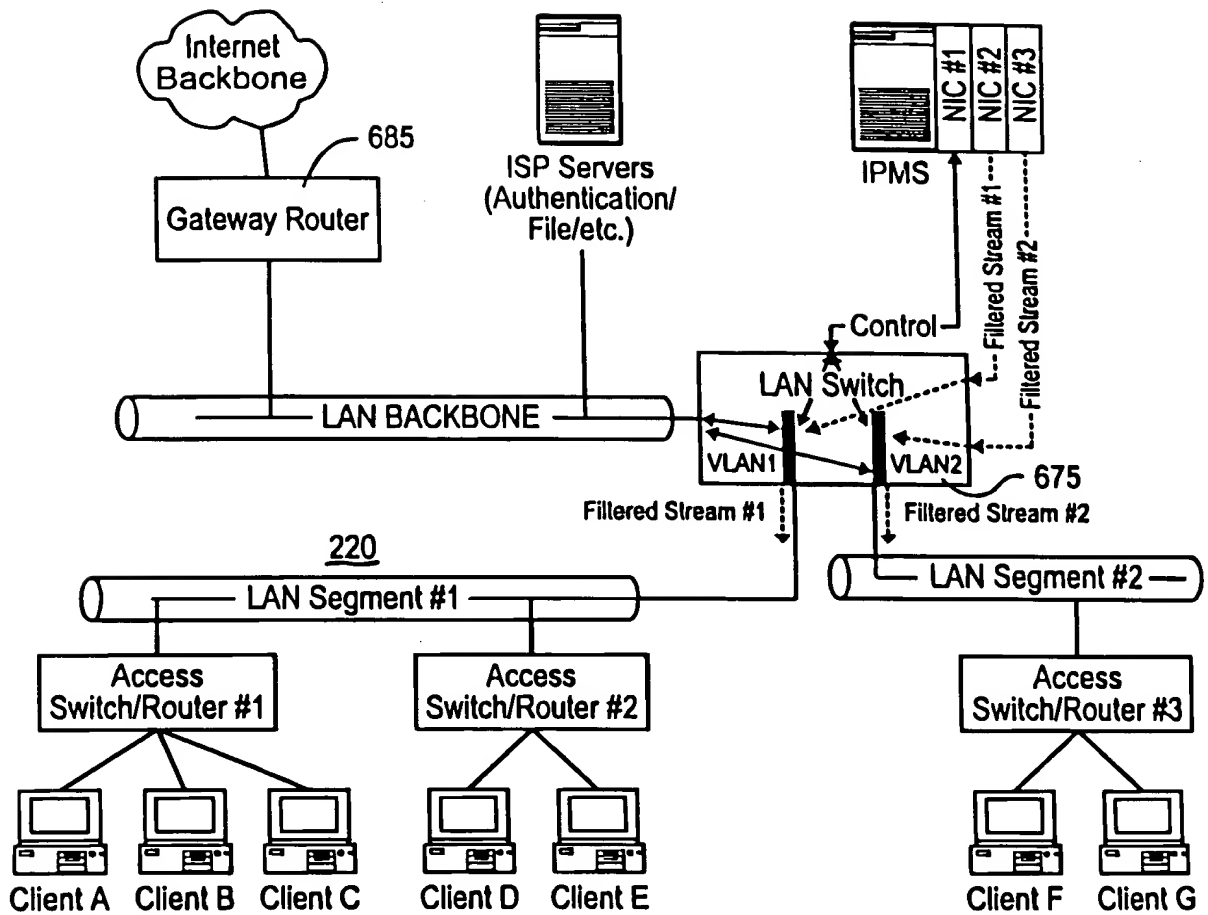 Internet
Backbone
685
Gateway Router
ISP Servers
(Authentication/
File/etc.)
NIC #1
NIC #2
NIC #3
IPMS
Filtered Stream #1
Filtered Stream #2
Control
LAN Switch
LAN BACKBONE
VLAN1
VLAN2
675
Filtered Stream #1
Filtered Stream #2
220
LAN Segment #1
LAN Segment #2
Access
Switch/Router #1
Access
Switch/Router #2
Access
Switch/Router #3
Client A
Client B
Client C
Client D
Client E
Client F
Client G